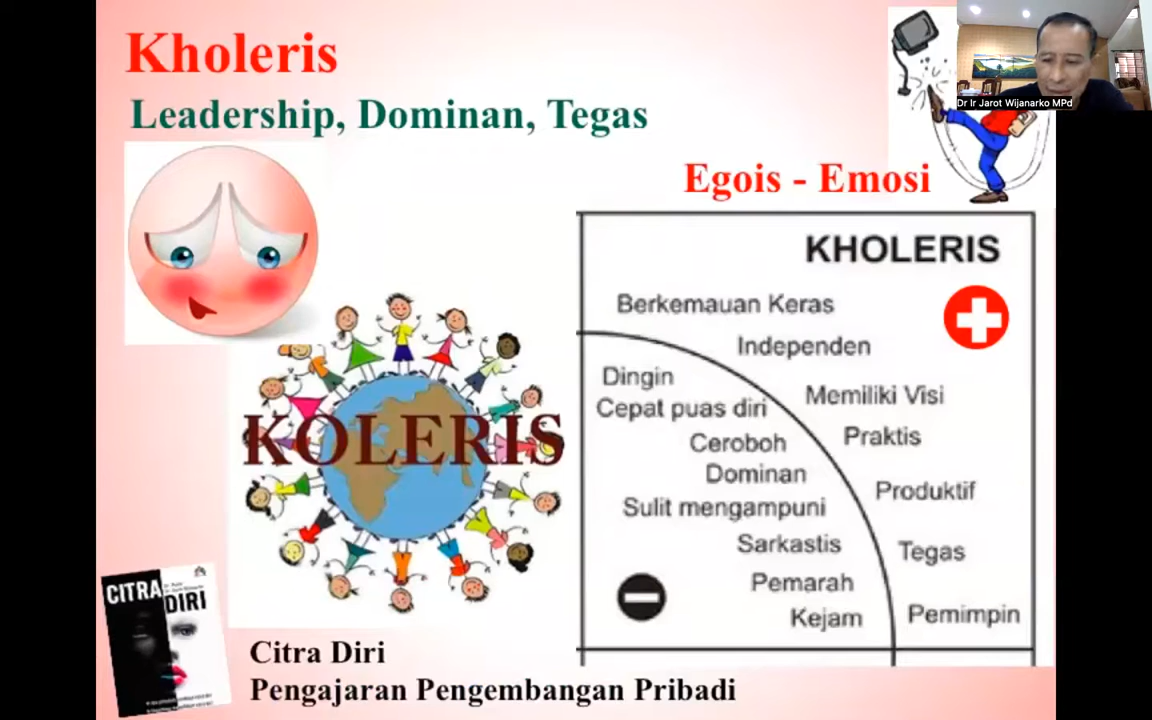 Kholeris
Leadership, Dominan, Tegas
Dr Ir Jarot Wijanarko MPd
Egois - Emosi
KHOLERIS
Berkemauan Keras
Independen
Dingin
Memiliki Visi
Cepat puas diri
Praktis
Ceroboh
Dominan
Produktif
Sulit mengampuni
Sarkastis
Tegas
Pemarah
Kejam
Pemimpin
KOLERIS
CITRA
DIRI
Citra Diri
Pengajaran Pengembangan Pribadi